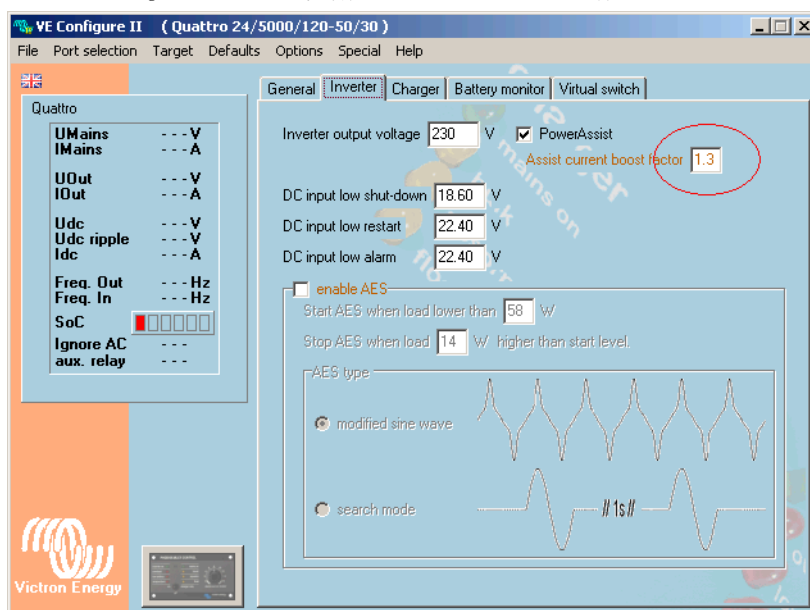 VE Configure II ( Quattro 24/5000/120-50/30 )
File Port selection Target Defaults Options Special Help
General Inverter Charger Battery monitor Virtual switch
Quattro
UMains - - - V
IMains - - - A
UOut - - - V
IOut - - - A
Udc - - - V
Udc ripple - - - V
Idc - - - A
Freq. Out - - - Hz
Freq. In - - - Hz
SoC
Ignore AC - - -
aux. relay - - -
Inverter output voltage 230 V PowerAssist
Assist current boost factor 1.3
DC input low shut-down 18.60 V
DC input low restart 22.40 V
DC input low alarm 22.40 V
enable AES
Start AES when load lower than 58 W
Stop AES when load 14 W higher than start level.
AES type
modified sine wave
search mode
// 1s //
Victron Energy